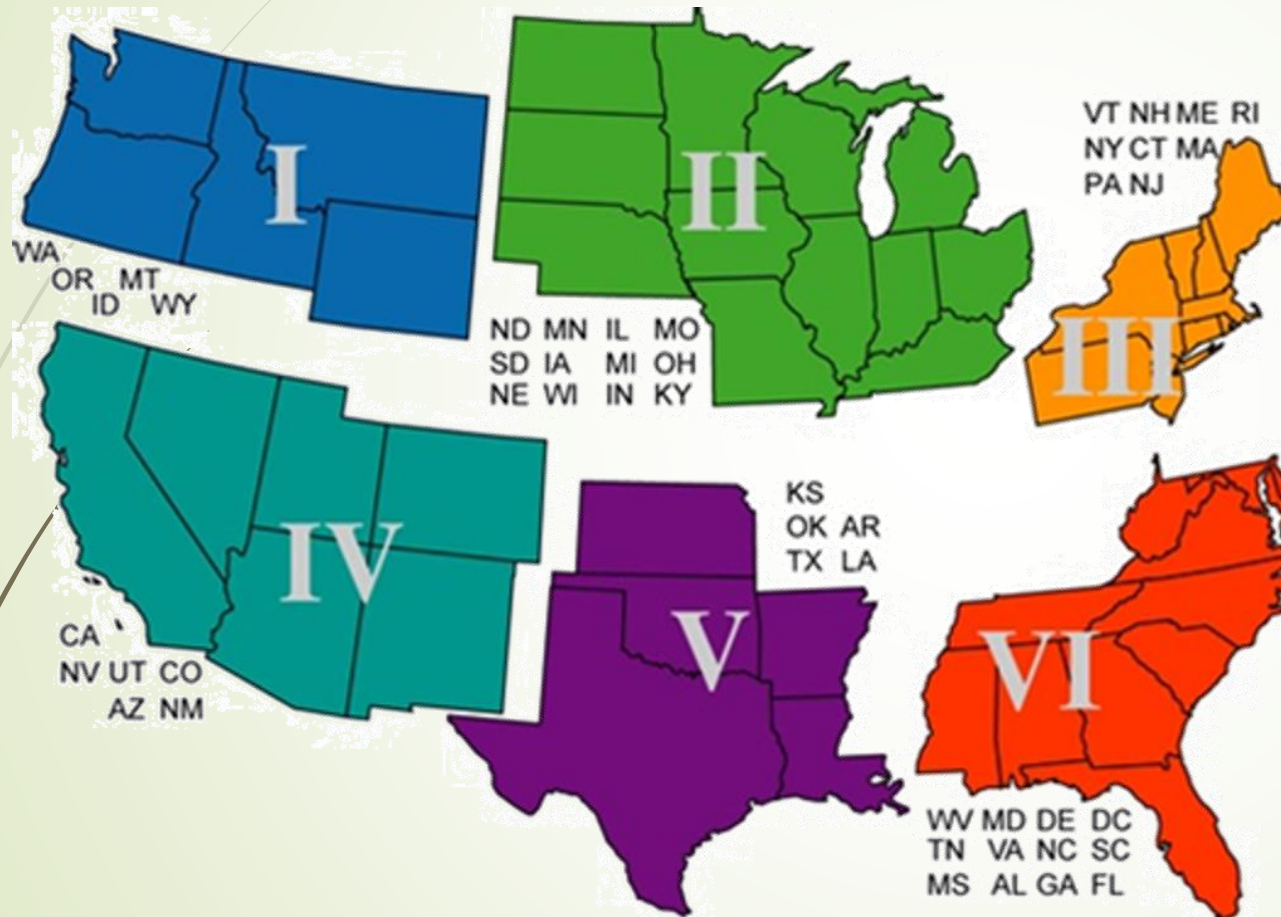 I
WA
OR MT
ID WY
II
ND MN IL MO
SD IA MI OH
NE WI IN KY
VT NH ME RI
NY CT MA
PA NJ
III
IV
CA
NV UT CO
AZ NM
KS
OK AR
TX LA
V
VI
WV MD DE DC
TN VA NC SC
MS AL GA FL